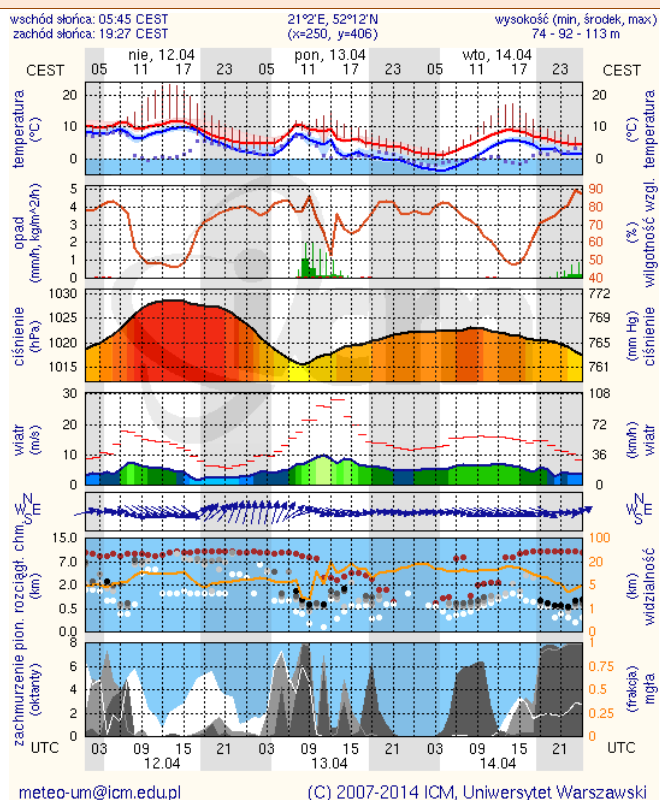 wschód słońca: 05:45 CEST 21°2'E, 52°12'N wysokość (min, środek, max)
zachód słońca: 19:27 CEST (x=250, y=406) 74 - 92 - 113 m
nie, 12.04 pon, 13.04 wto, 14.04
CEST 05 11 17 23 05 11 17 23 05 11 17 23 CEST
temperatura (°C)
20 10 0
20 10 0
temperatura (°C)
opad (mm/h, kg/m^2/h)
5 4 3 2 1 0
90 80 70 60 50 40
wilgotność wzgl. (%)
ciśnienie (hPa)
1030 1025 1020 1015
772 769 765 761
ciśnienie (mm Hg)
wiatr (m/s)
30 20 10 0
108 72 36 0
wiatr (km/h)
N W E S
N W E S
pion. rozciągł. chm. (km)
15.0 7.0 2.0 0.5 0.0
100 20 5 1 0
widzialność (km)
zachmurzenie (oktanty)
8 6 4 2 0
1 0.75 0.5 0.25 0
mgła (frakcja)
UTC 03 09 15 21 03 09 15 21 03 09 15 21 UTC
12.04 13.04 14.04
meteo-um@icm.edu.pl (C) 2007-2014 ICM, Uniwersytet Warszawski